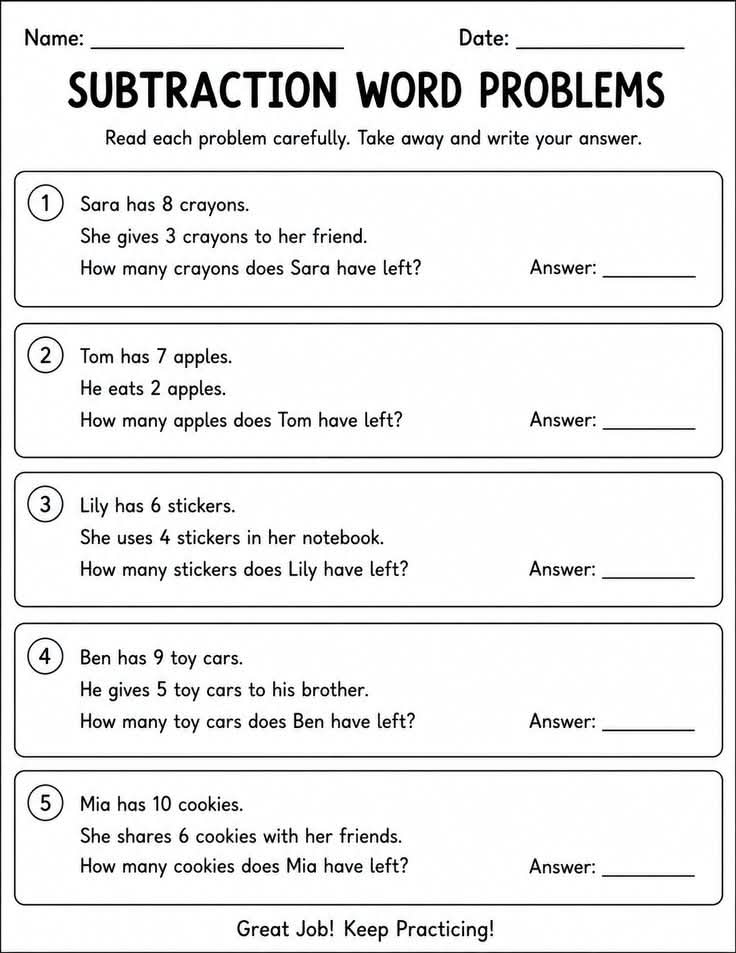 Name: ____________________ Date: ____________________
SUBTRACTION WORD PROBLEMS
Read each problem carefully. Take away and write your answer.
1 Sara has 8 crayons.
She gives 3 crayons to her friend.
How many crayons does Sara have left? Answer: ________
2 Tom has 7 apples.
He eats 2 apples.
How many apples does Tom have left? Answer: ________
3 Lily has 6 stickers.
She uses 4 stickers in her notebook.
How many stickers does Lily have left? Answer: ________
4 Ben has 9 toy cars.
He gives 5 toy cars to his brother.
How many toy cars does Ben have left? Answer: ________
5 Mia has 10 cookies.
She shares 6 cookies with her friends.
How many cookies does Mia have left? Answer: ________
Great Job! Keep Practicing!